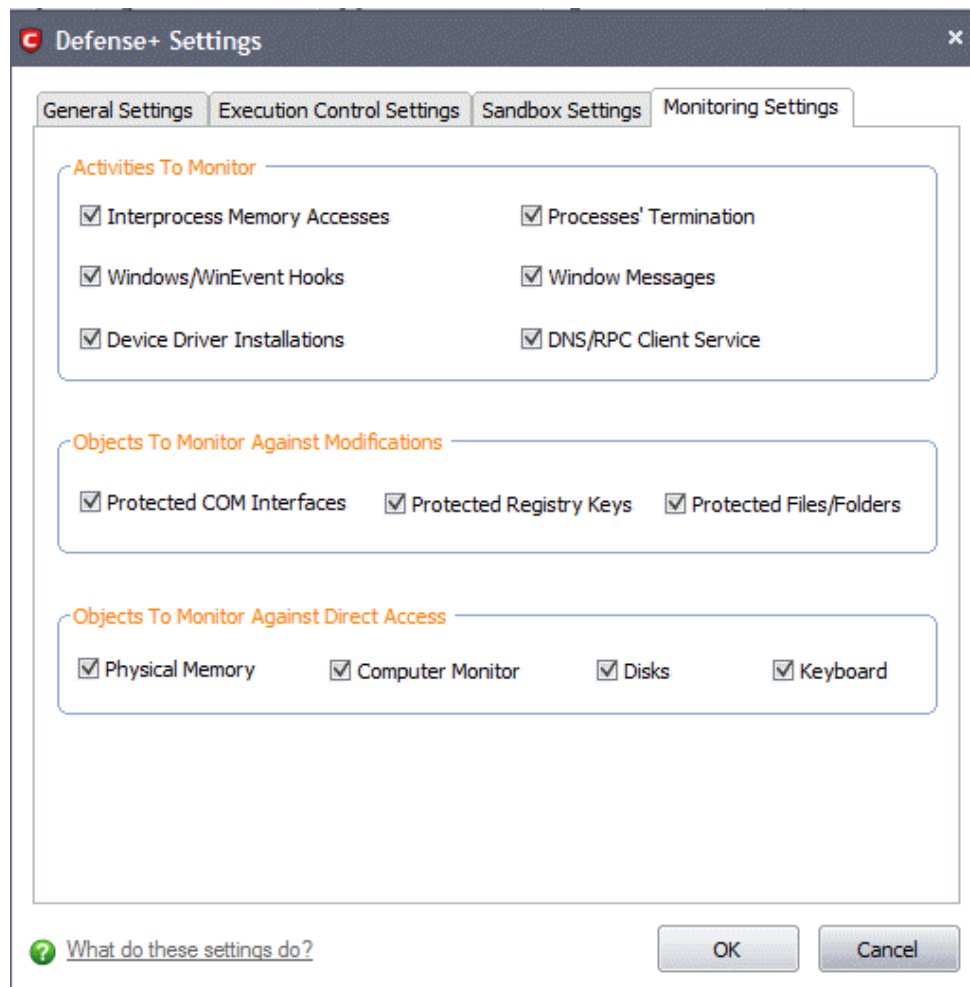 Defense+ Settings
General Settings
Execution Control Settings
Sandbox Settings
Monitoring Settings
Activities To Monitor
Interprocess Memory Accesses
Processes' Termination
Windows/WinEvent Hooks
Window Messages
Device Driver Installations
DNS/RPC Client Service
Objects To Monitor Against Modifications
Protected COM Interfaces
Protected Registry Keys
Protected Files/Folders
Objects To Monitor Against Direct Access
Physical Memory
Computer Monitor
Disks
Keyboard
What do these settings do?
OK
Cancel